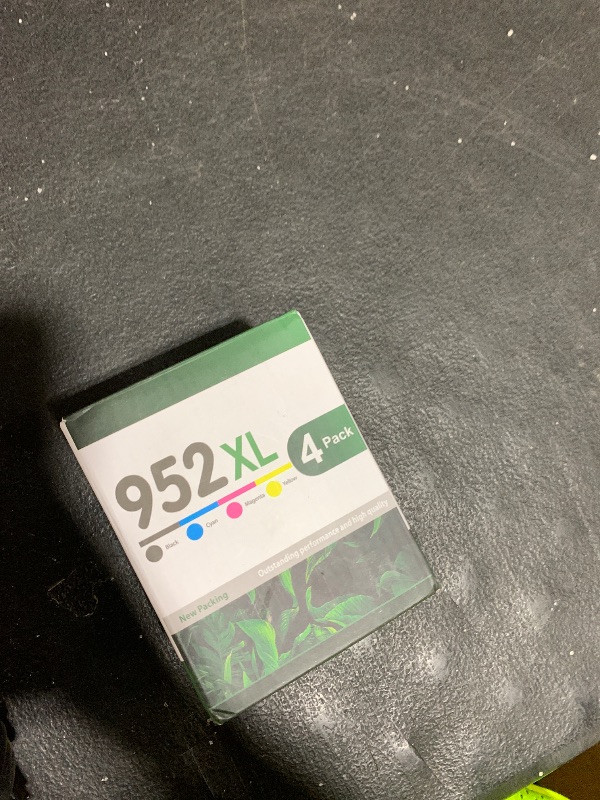 952XL
4 Pack
Black
Cyan
Magenta
Yellow
Outstanding performance and high quality
New Packing